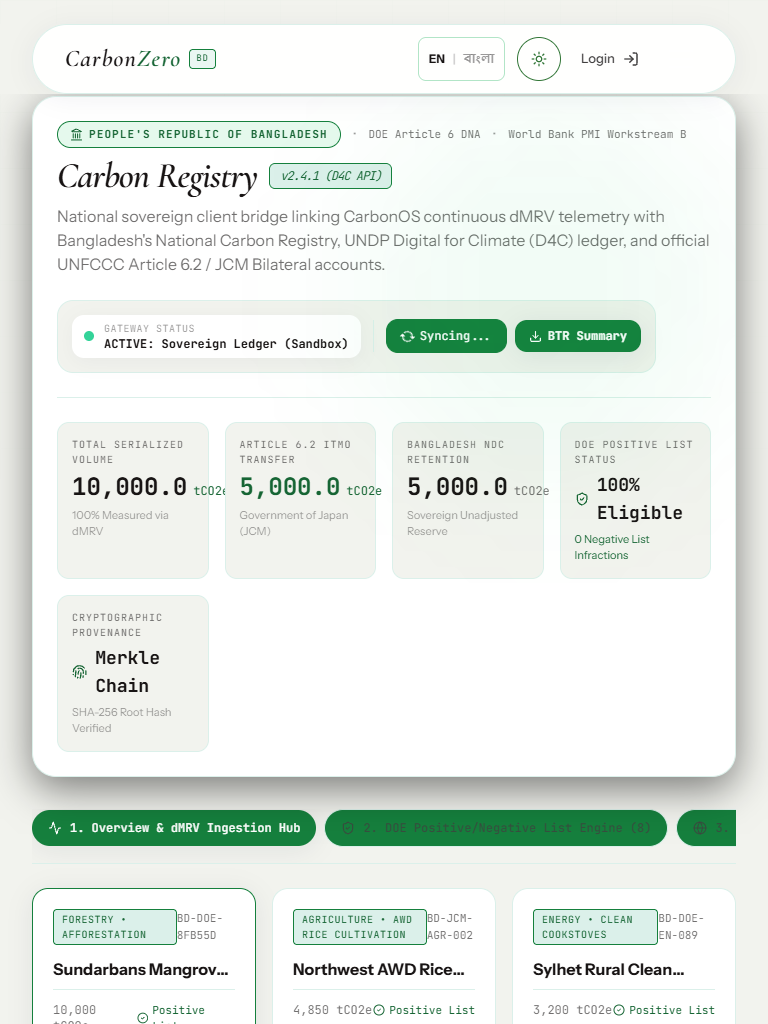 CarbonZero BD
EN | বাংলা
Login
PEOPLE'S REPUBLIC OF BANGLADESH · DOE Article 6 DNA · World Bank PMI Workstream B
Carbon Registry v2.4.1 (D4C API)
National sovereign client bridge linking CarbonOS continuous dMRV telemetry with
Bangladesh's National Carbon Registry, UNDP Digital for Climate (D4C) ledger, and official
UNFCCC Article 6.2 / JCM Bilateral accounts.
GATEWAY STATUS
ACTIVE: Sovereign Ledger (Sandbox)
Syncing...
BTR Summary
TOTAL SERIALIZED
VOLUME
10,000.0 tCO2e
100% Measured via
dMRV
ARTICLE 6.2 ITMO
TRANSFER
5,000.0 tCO2e
Government of Japan
(JCM)
BANGLADESH NDC
RETENTION
5,000.0 tCO2e
Sovereign Unadjusted
Reserve
DOE POSITIVE LIST
STATUS
100%
Eligible
0 Negative List
Infractions
CRYPTOGRAPHIC
PROVENANCE
Merkle
Chain
SHA-256 Root Hash
Verified
1. Overview & dMRV Ingestion Hub
2. DOE Positive/Negative List Engine (8)
3.
FORESTRY •
AFFORESTATION
BD-DOE-
8FB55D
Sundarbans Mangrov...
10,000
Positive
AGRICULTURE • AWD
RICE CULTIVATION
BD-JCM-
AGR-002
Northwest AWD Rice...
4,850 tCO2e
Positive List
ENERGY • CLEAN
COOKSTOVES
BD-DOE-
EN-089
Sylhet Rural Clean...
3,200 tCO2e
Positive List